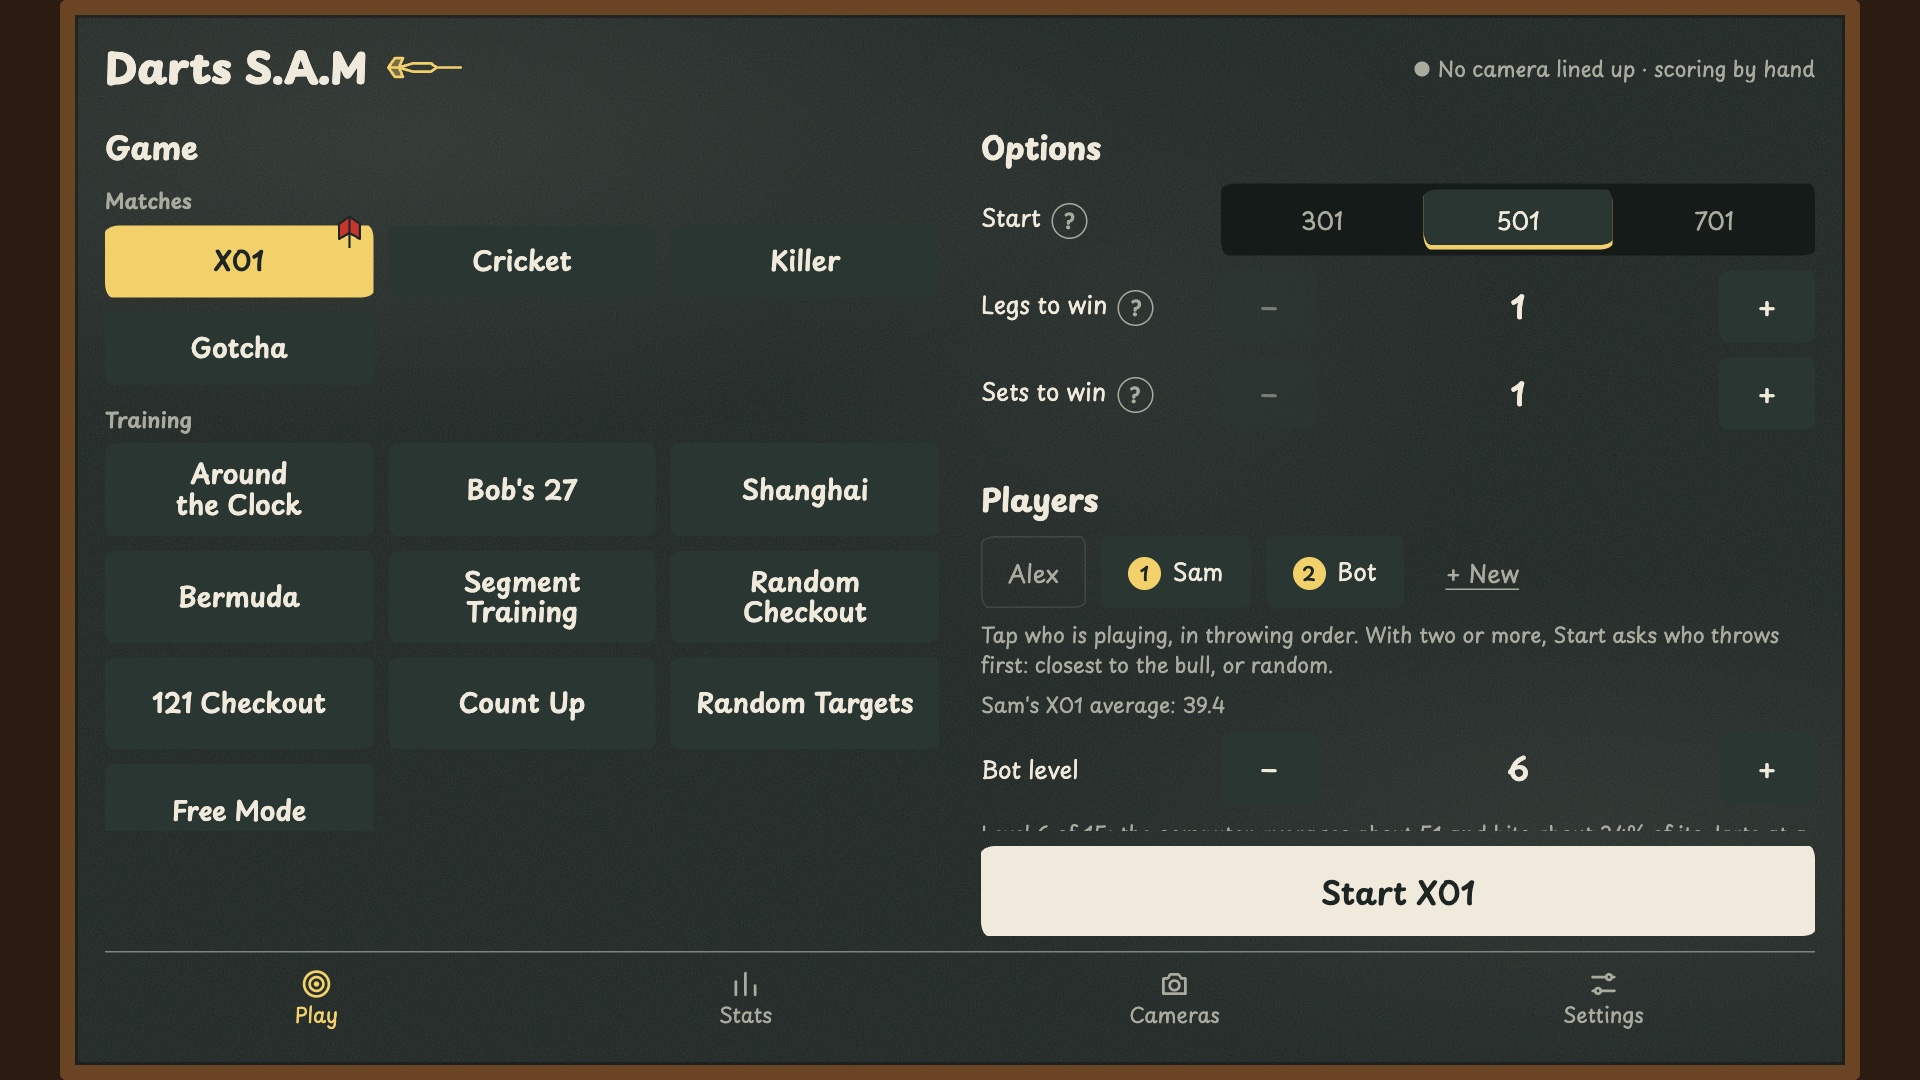 Darts S.A.M
No camera lined up · scoring by hand
Game
Matches
X01
Cricket
Killer
Gotcha
Training
Around
the Clock
Bob's 27
Shanghai
Bermuda
Segment
Training
Random
Checkout
121 Checkout
Count Up
Random Targets
Free Mode
Options
Start ?
301
501
701
Legs to win ?
– 1 +
Sets to win ?
– 1 +
Players
Alex
1 Sam
2 Bot
+ New
Tap who is playing, in throwing order. With two or more, Start asks who throws
first: closest to the bull, or random.
Sam's X01 average: 39.4
Bot level
– 6 +
Start X01
Play
Stats
Cameras
Settings